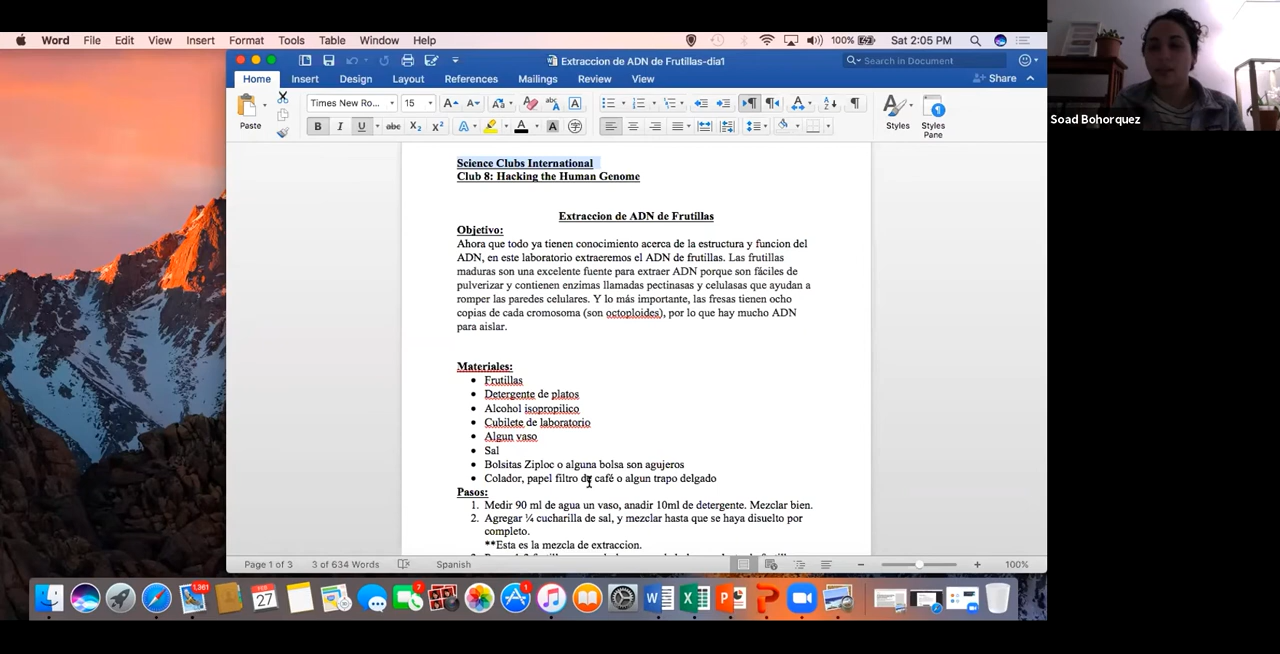 Word File Edit View Insert Format Tools Table Window Help 100% Sat 2:05 PM
Extraccion de ADN de Frutillas-dia1
Search in Document
Home Insert Design Layout References Mailings Review View Share
Times New Ro... 15
Paste
Styles
Styles Pane
Soad Bohorquez
Science Clubs International
Club 8: Hacking the Human Genome
Extraccion de ADN de Frutillas
Objetivo:
Ahora que todo ya tienen conocimiento acerca de la estructura y funcion del
ADN, en este laboratorio extraeremos el ADN de frutillas. Las frutillas
maduras son una excelente fuente para extraer ADN porque son fáciles de
pulverizar y contienen enzimas llamadas pectinasas y celulasas que ayudan a
romper las paredes celulares. Y lo más importante, las fresas tienen ocho
copias de cada cromosoma (son octoploides), por lo que hay mucho ADN
para aislar.
Materiales:
• Frutillas
• Detergente de platos
• Alcohol isopropilico
• Cubilete de laboratorio
• Algun vaso
• Sal
• Bolsitas Ziploc o alguna bolsa son agujeros
• Colador, papel filtro de café o algun trapo delgado
Pasos:
1. Medir 90 ml de agua un vaso, anadir 10ml de detergente. Mezclar bien.
2. Agregar ¼ cucharilla de sal, y mezclar hasta que se haya disuelto por
completo.
**Esta es la mezcla de extraccion.
Page 1 of 3 3 of 634 Words Spanish 100%
FEB
27
1,361
7
1